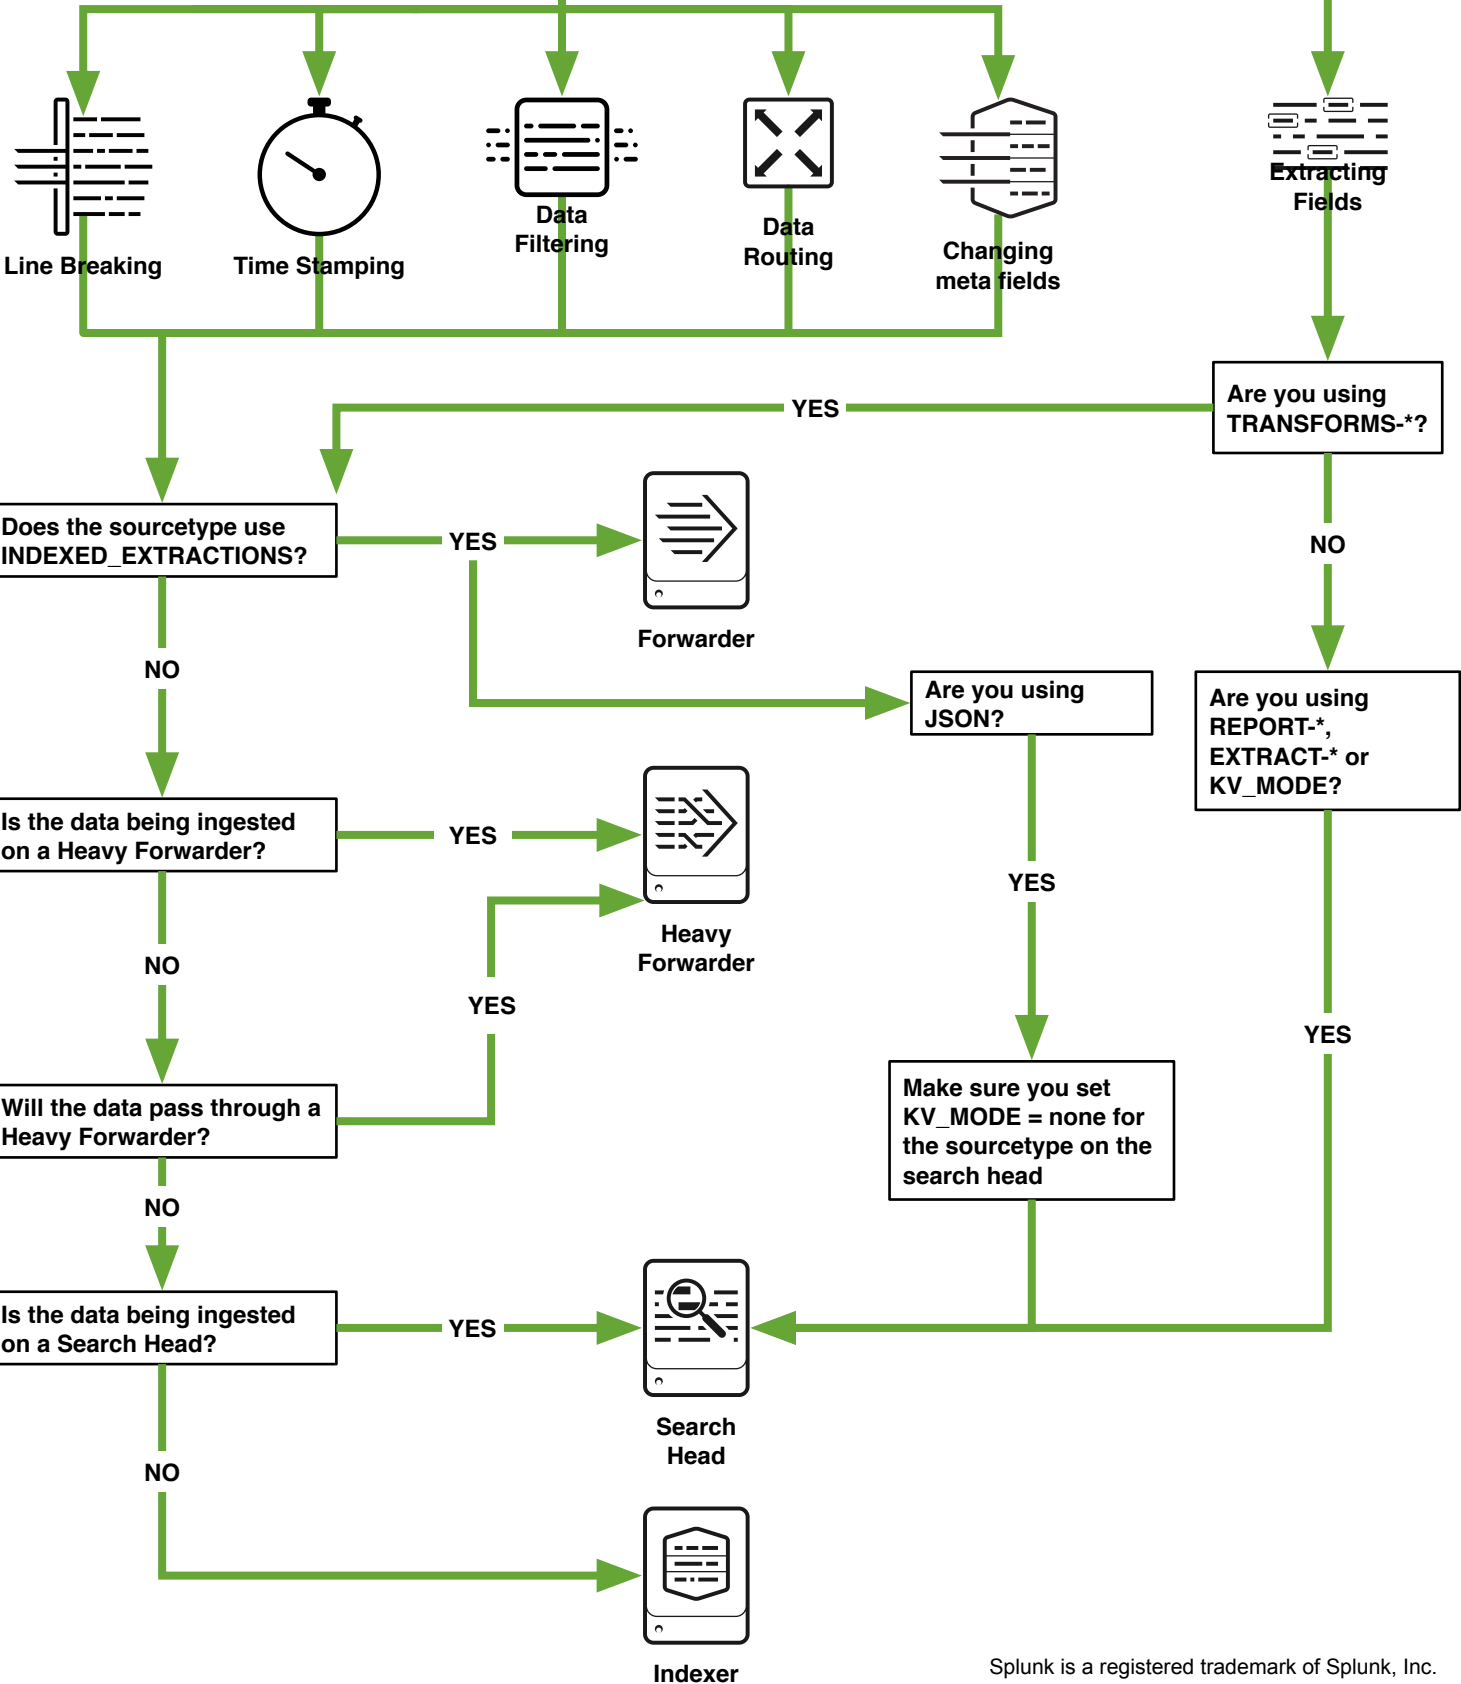 Line Breaking
Time Stamping
Data
Filtering
Data
Routing
Changing
meta fields
Extracting
Fields
Are you using
TRANSFORMS-*?
YES
NO
Does the sourcetype use
INDEXED_EXTRACTIONS?
YES
Forwarder
NO
Are you using
JSON?
Are you using
REPORT-*,
EXTRACT-* or
KV_MODE?
Is the data being ingested
on a Heavy Forwarder?
YES
Heavy
Forwarder
YES
NO
YES
YES
Will the data pass through a
Heavy Forwarder?
Make sure you set
KV_MODE = none for
the sourcetype on the
search head
NO
Is the data being ingested
on a Search Head?
YES
Search
Head
NO
Indexer
Splunk is a registered trademark of Splunk, Inc.